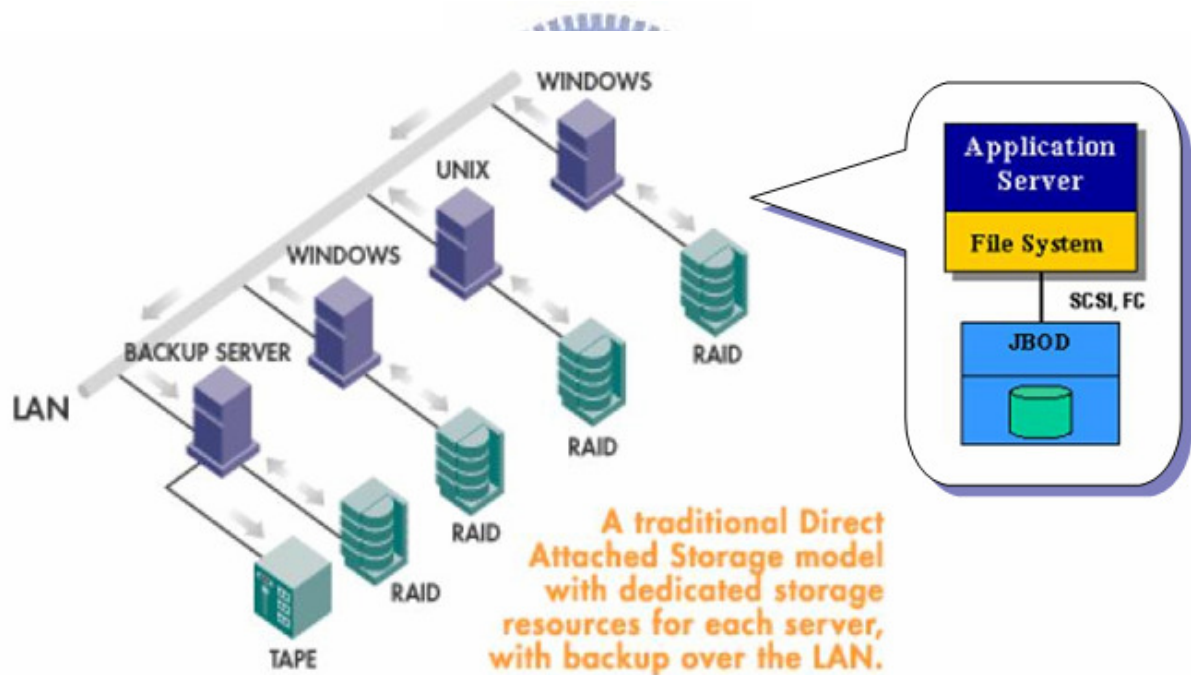 WINDOWS
UNIX
WINDOWS
BACKUP SERVER
LAN
RAID
RAID
RAID
RAID
TAPE
A traditional Direct
Attached Storage model
with dedicated storage
resources for each server,
with backup over the LAN.
Application
Server
File System
SCSI, FC
JBOD